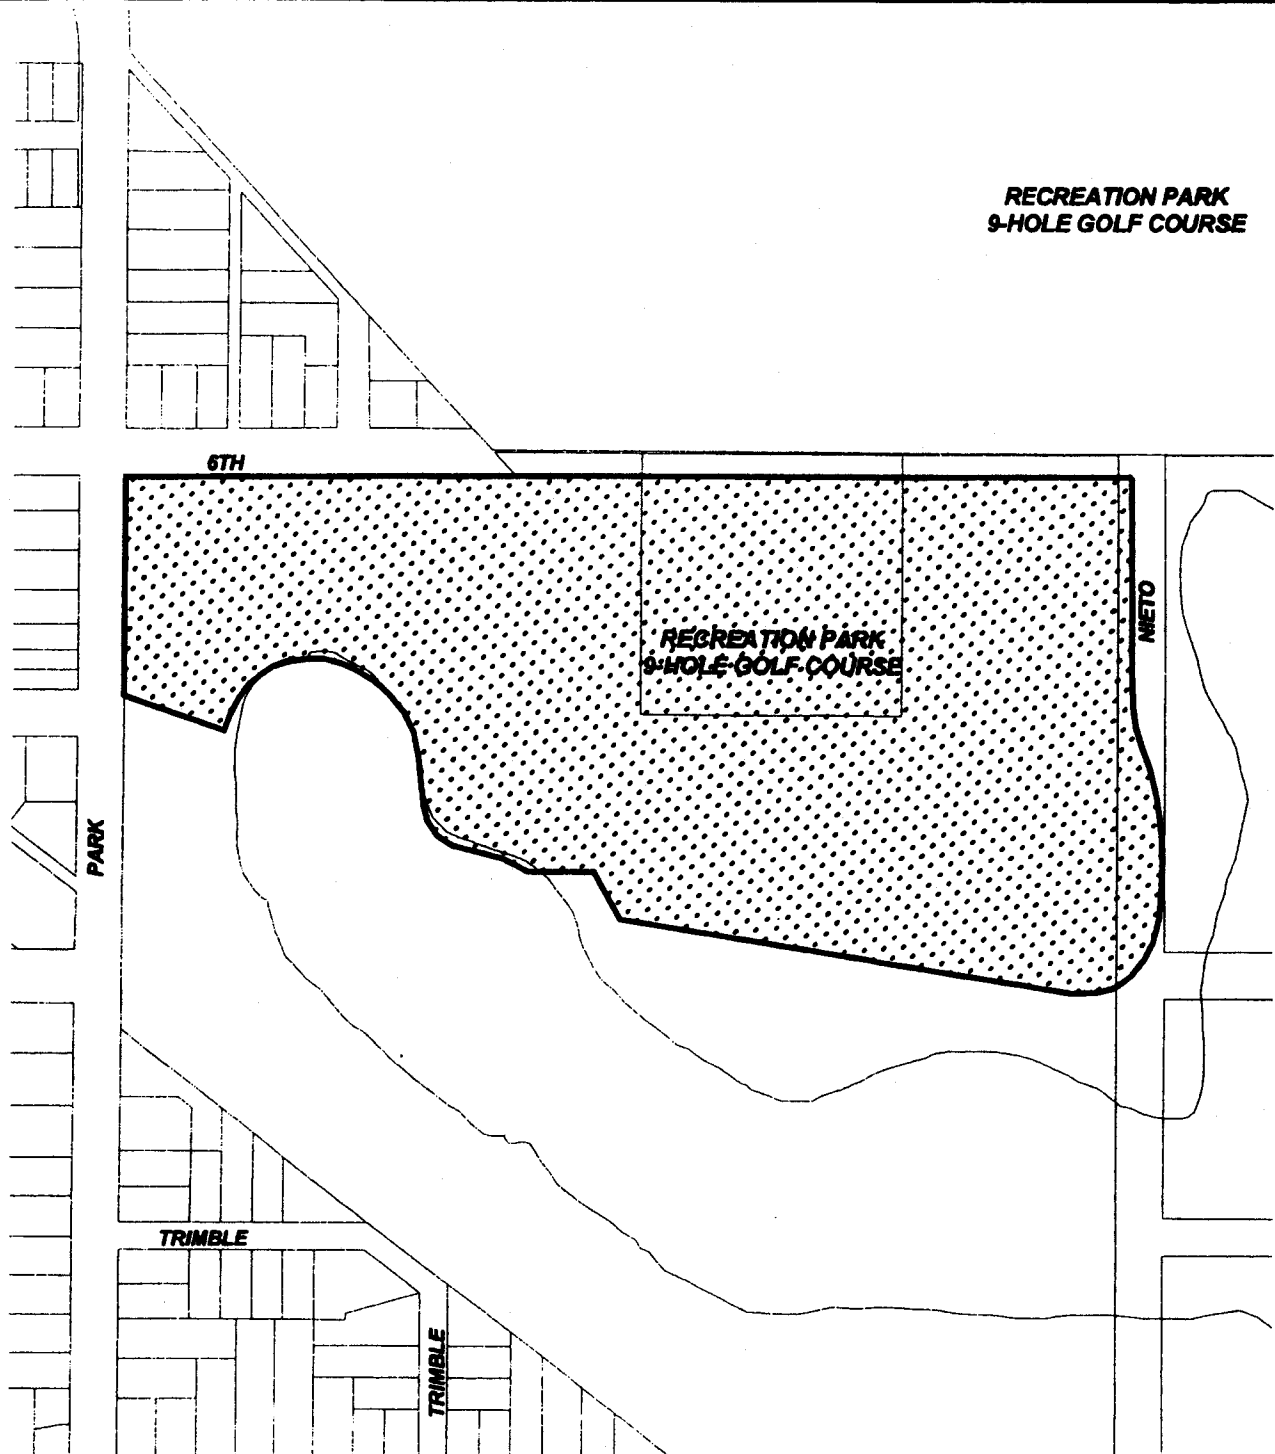 RECREATION PARK
9-HOLE GOLF COURSE
6TH
NIETO
RECREATION PARK
9-HOLE GOLF COURSE
PARK
TRIMBLE
TRIMBLE